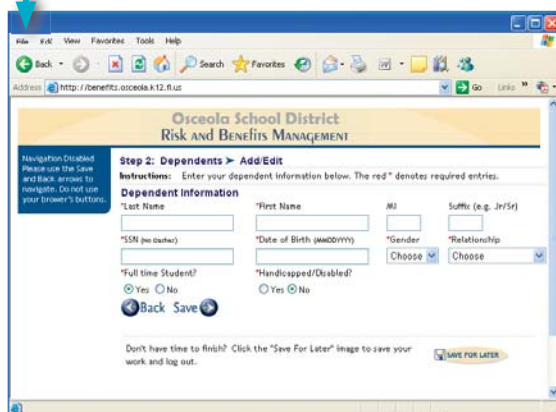 File Edit View Favorites Tools Help
Back Search Favorites
Address http://benefits.osceola.k12.fl.us Go Links »
Osceola School District
Risk and Benefits Management
Navigation Disabled
Please use the Save
and Back arrows to
navigate. Do not use
your brower's buttons.
Step 2: Dependents ➤ Add/Edit
Instructions: Enter your dependent information below. The red * denotes required entries.
Dependent Information
*Last Name *First Name MI Suffix (e.g. Jr/Sr)
*SSN (No Dashes) *Date of Birth (MMDDYYYY) *Gender *Relationship
Choose Choose
*Full time Student? *Handicapped/Disabled?
Yes No Yes No
Back Save
Don't have time to finish? Click the "Save For Later" image to save your
work and log out.
SAVE FOR LATER